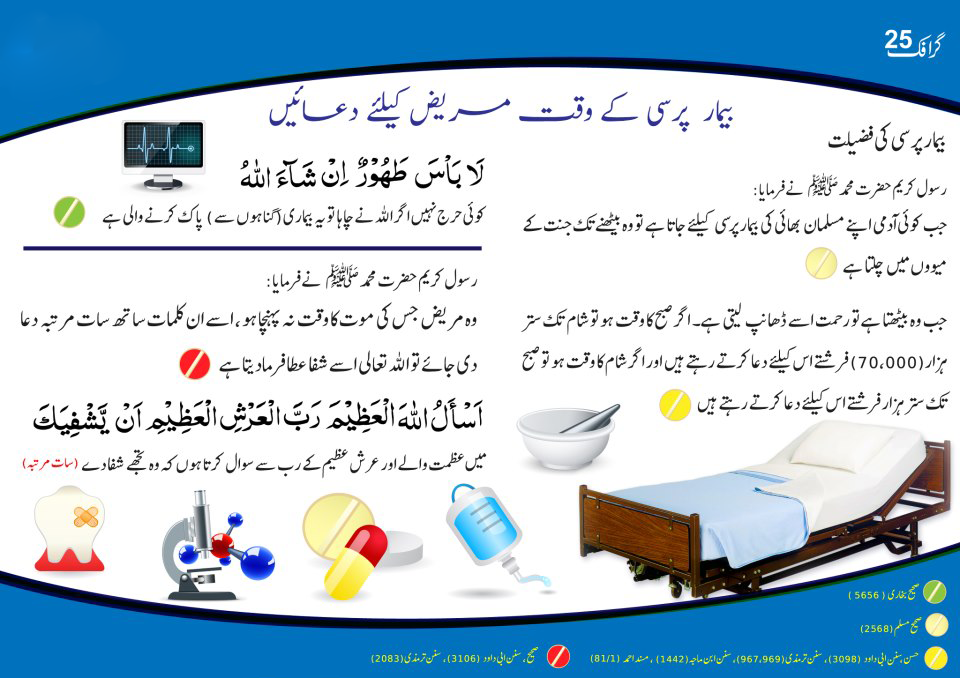 گرافک 25
بیمار پرسی کے وقت مریض کیلئے دعائیں
بیمار پرسی کی فضیلت
رسول کریم حضرت محمد ﷺ نے فرمایا:
جب کوئی آدمی اپنے مسلمان بھائی کی بیمار پرسی کیلئے جاتا ہے تو وہ بیٹھنے تک جنت کے
میووں میں چلتا ہے
جب وہ بیٹھتا ہے تو رحمت اسے ڈھانپ لیتی ہے۔ اگر صبح کا وقت ہو تو شام تک ستر
ہزار (70،000) فرشتے اس کیلئے دعا کرتے رہتے ہیں اور اگر شام کا وقت ہو تو صبح
تک ستر ہزار فرشتے اس کیلئے دعا کرتے رہتے ہیں
لَا بَاْسَ طَهُوْرٌ اِنْ شَآءَ اللهُ
کوئی حرج نہیں اگر اللہ نے چاہا تو یہ بیماری (گناہوں سے) پاک کرنے والی ہے
رسول کریم حضرت محمد ﷺ نے فرمایا:
وہ مریض جس کی موت کا وقت نہ پہنچا ہو، اسے ان کلمات ساتھ سات مرتبہ دعا
دی جائے تو اللہ تعالی اسے شفا عطا فرما دیتا ہے
اَسْأَلُ اللهَ الْعَظِيْمَ رَبَّ الْعَرْشِ الْعَظِيْمِ اَنْ يَّشْفِيَكَ
میں عظمت والے اور عرش عظیم کے رب سے سوال کرتا ہوں کہ وہ تجھے شفا دے (سات مرتبہ)
صحیح بخاری ( 5656 )
صحیح مسلم (2568)
حسن، سنن ابی داود (3098)، سنن ترمذی (967،969)، سنن ابن ماجہ (1442) ، مسند احمد (81/1)
صحیح، سنن ابی داود (3106)، سنن ترمذی (2083)